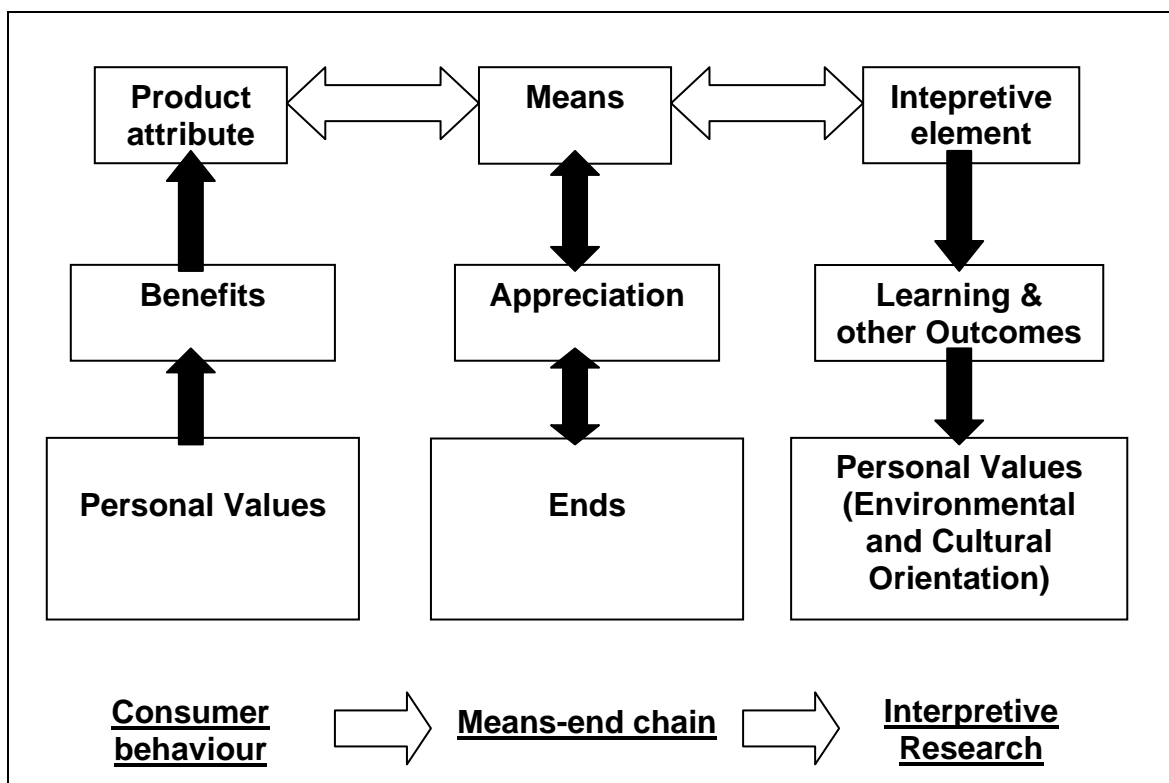 Product
attribute
Means
Intepretive
element
Benefits
Appreciation
Learning &
other Outcomes
Personal Values
Ends
Personal Values
(Environmental
and Cultural
Orientation)
Consumer
behaviour
Means-end chain
Interpretive
Research